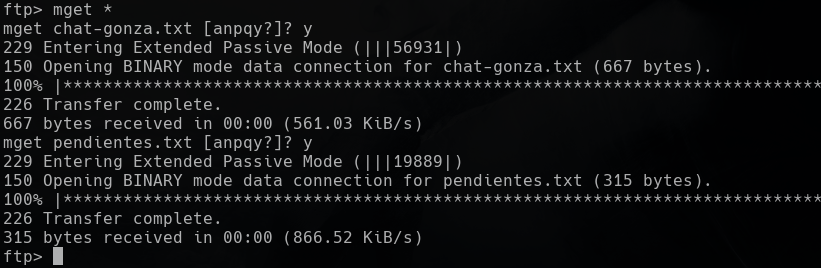 ftp> mget *
mget chat-gonza.txt [anpqy?]? y
229 Entering Extended Passive Mode (|||56931|)
150 Opening BINARY mode data connection for chat-gonza.txt (667 bytes).
100% |*****************************************************************************
226 Transfer complete.
667 bytes received in 00:00 (561.03 KiB/s)
mget pendientes.txt [anpqy?]? y
229 Entering Extended Passive Mode (|||19889|)
150 Opening BINARY mode data connection for pendientes.txt (315 bytes).
100% |*****************************************************************************
226 Transfer complete.
315 bytes received in 00:00 (866.52 KiB/s)
ftp>